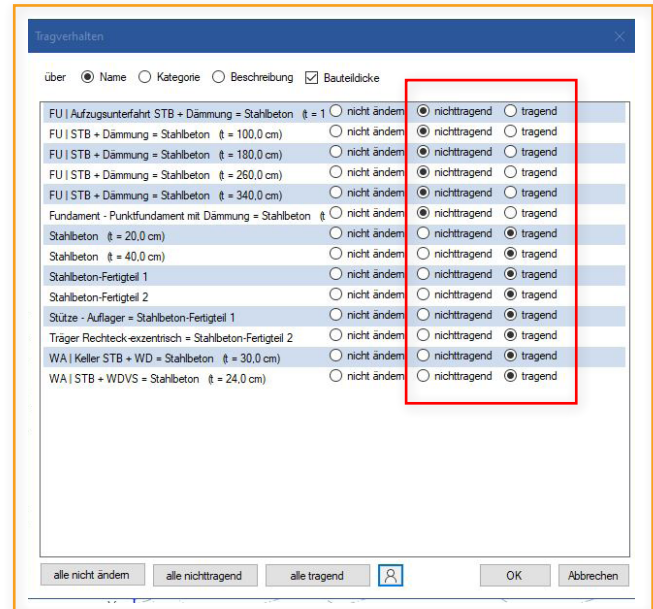 Tragverhalten
über Name Kategorie Beschreibung Bauteildicke
FU | Aufzugsunterfahrt STB + Dämmung = Stahlbeton (t = 1 nicht ändern nichttragend tragend
FU | STB + Dämmung = Stahlbeton (t = 100,0 cm) nicht ändern nichttragend tragend
FU | STB + Dämmung = Stahlbeton (t = 180,0 cm) nicht ändern nichttragend tragend
FU | STB + Dämmung = Stahlbeton (t = 260,0 cm) nicht ändern nichttragend tragend
FU | STB + Dämmung = Stahlbeton (t = 340,0 cm) nicht ändern nichttragend tragend
Fundament - Punktfundament mit Dämmung = Stahlbeton (t nicht ändern nichttragend tragend
Stahlbeton (t = 20,0 cm) nicht ändern nichttragend tragend
Stahlbeton (t = 40,0 cm) nicht ändern nichttragend tragend
Stahlbeton-Fertigteil 1 nicht ändern nichttragend tragend
Stahlbeton-Fertigteil 2 nicht ändern nichttragend tragend
Stütze - Auflager = Stahlbeton-Fertigteil 1 nicht ändern nichttragend tragend
Träger Rechteck-exzentrisch = Stahlbeton-Fertigteil 2 nicht ändern nichttragend tragend
WA | Keller STB + WD = Stahlbeton (t = 30,0 cm) nicht ändern nichttragend tragend
WA | STB + WDVS = Stahlbeton (t = 24,0 cm) nicht ändern nichttragend tragend
alle nicht ändern alle nichttragend alle tragend OK Abbrechen